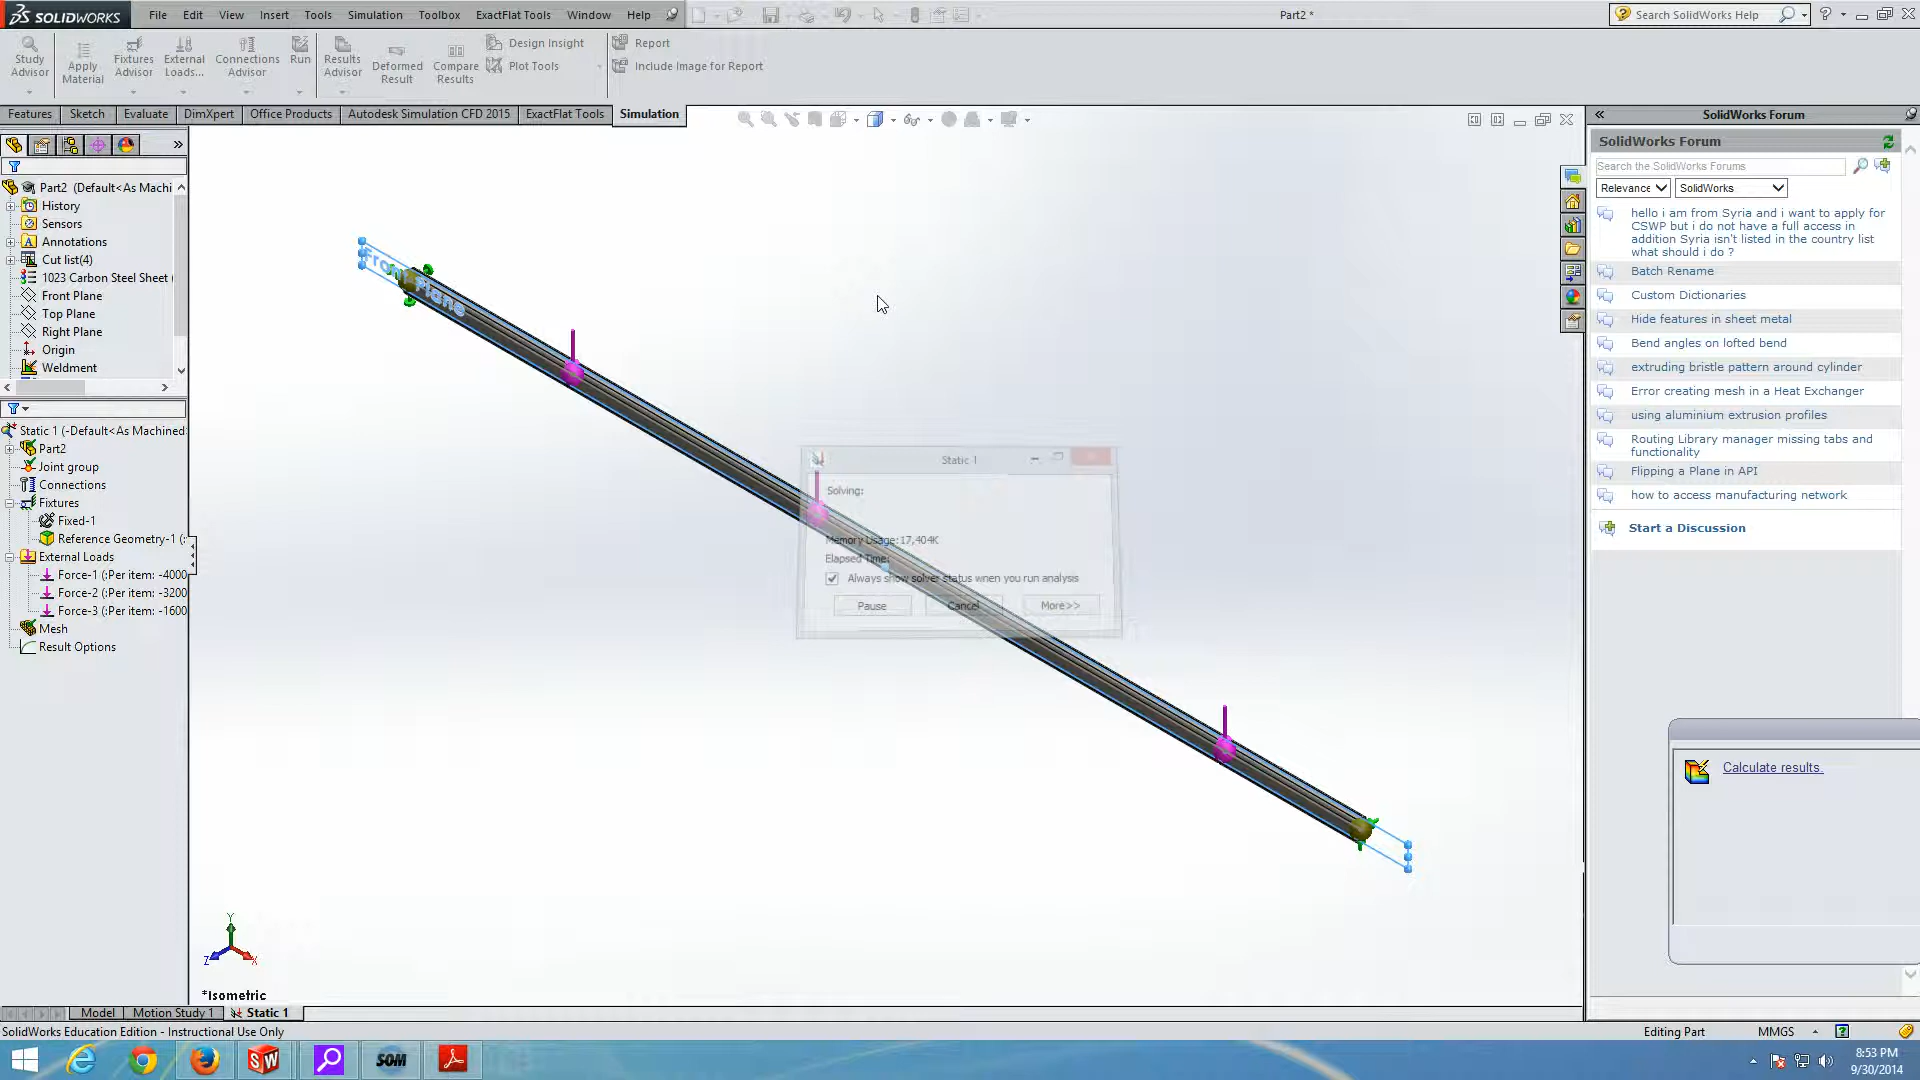 SOLIDWORKS
File Edit View Insert Tools Simulation Toolbox ExactFlat Tools Window Help
Part2 *
Search SolidWorks Help
Study Advisor
Apply Material
Fixtures Advisor
External Loads...
Connections Advisor
Run
Results Advisor
Deformed Result
Compare Results
Design Insight
Plot Tools
Report
Include Image for Report
Features Sketch Evaluate DimXpert Office Products Autodesk Simulation CFD 2015 ExactFlat Tools Simulation
Part2 (Default<As Machi
History
Sensors
Annotations
Cut list(4)
1023 Carbon Steel Sheet
Front Plane
Top Plane
Right Plane
Origin
Weldment
Static 1 (-Default<As Machined
Part2
Joint group
Connections
Fixtures
Fixed-1
Reference Geometry-1 (:
External Loads
Force-1 (:Per item: -4000
Force-2 (:Per item: -3200
Force-3 (:Per item: -1600
Mesh
Result Options
Front Plane
Static 1
Solving:
Memory Usage:17,404K
Elapsed Time:
Always show solver status when you run analysis
Pause Cancel More>>
Y
Z
X
*Isometric
SolidWorks Forum
SolidWorks Forum
Search the SolidWorks Forums
Relevance SolidWorks
hello i am from Syria and i want to apply for
CSWP but i do not have a full access in
addition Syria isn't listed in the country list
what should i do ?
Batch Rename
Custom Dictionaries
Hide features in sheet metal
Bend angles on lofted bend
extruding bristle pattern around cylinder
Error creating mesh in a Heat Exchanger
using aluminium extrusion profiles
Routing Library manager missing tabs and
functionality
Flipping a Plane in API
how to access manufacturing network
Start a Discussion
Calculate results.
Model Motion Study 1 Static 1
SolidWorks Education Edition - Instructional Use Only
Editing Part MMGS
SW
SOM
8:53 PM
9/30/2014